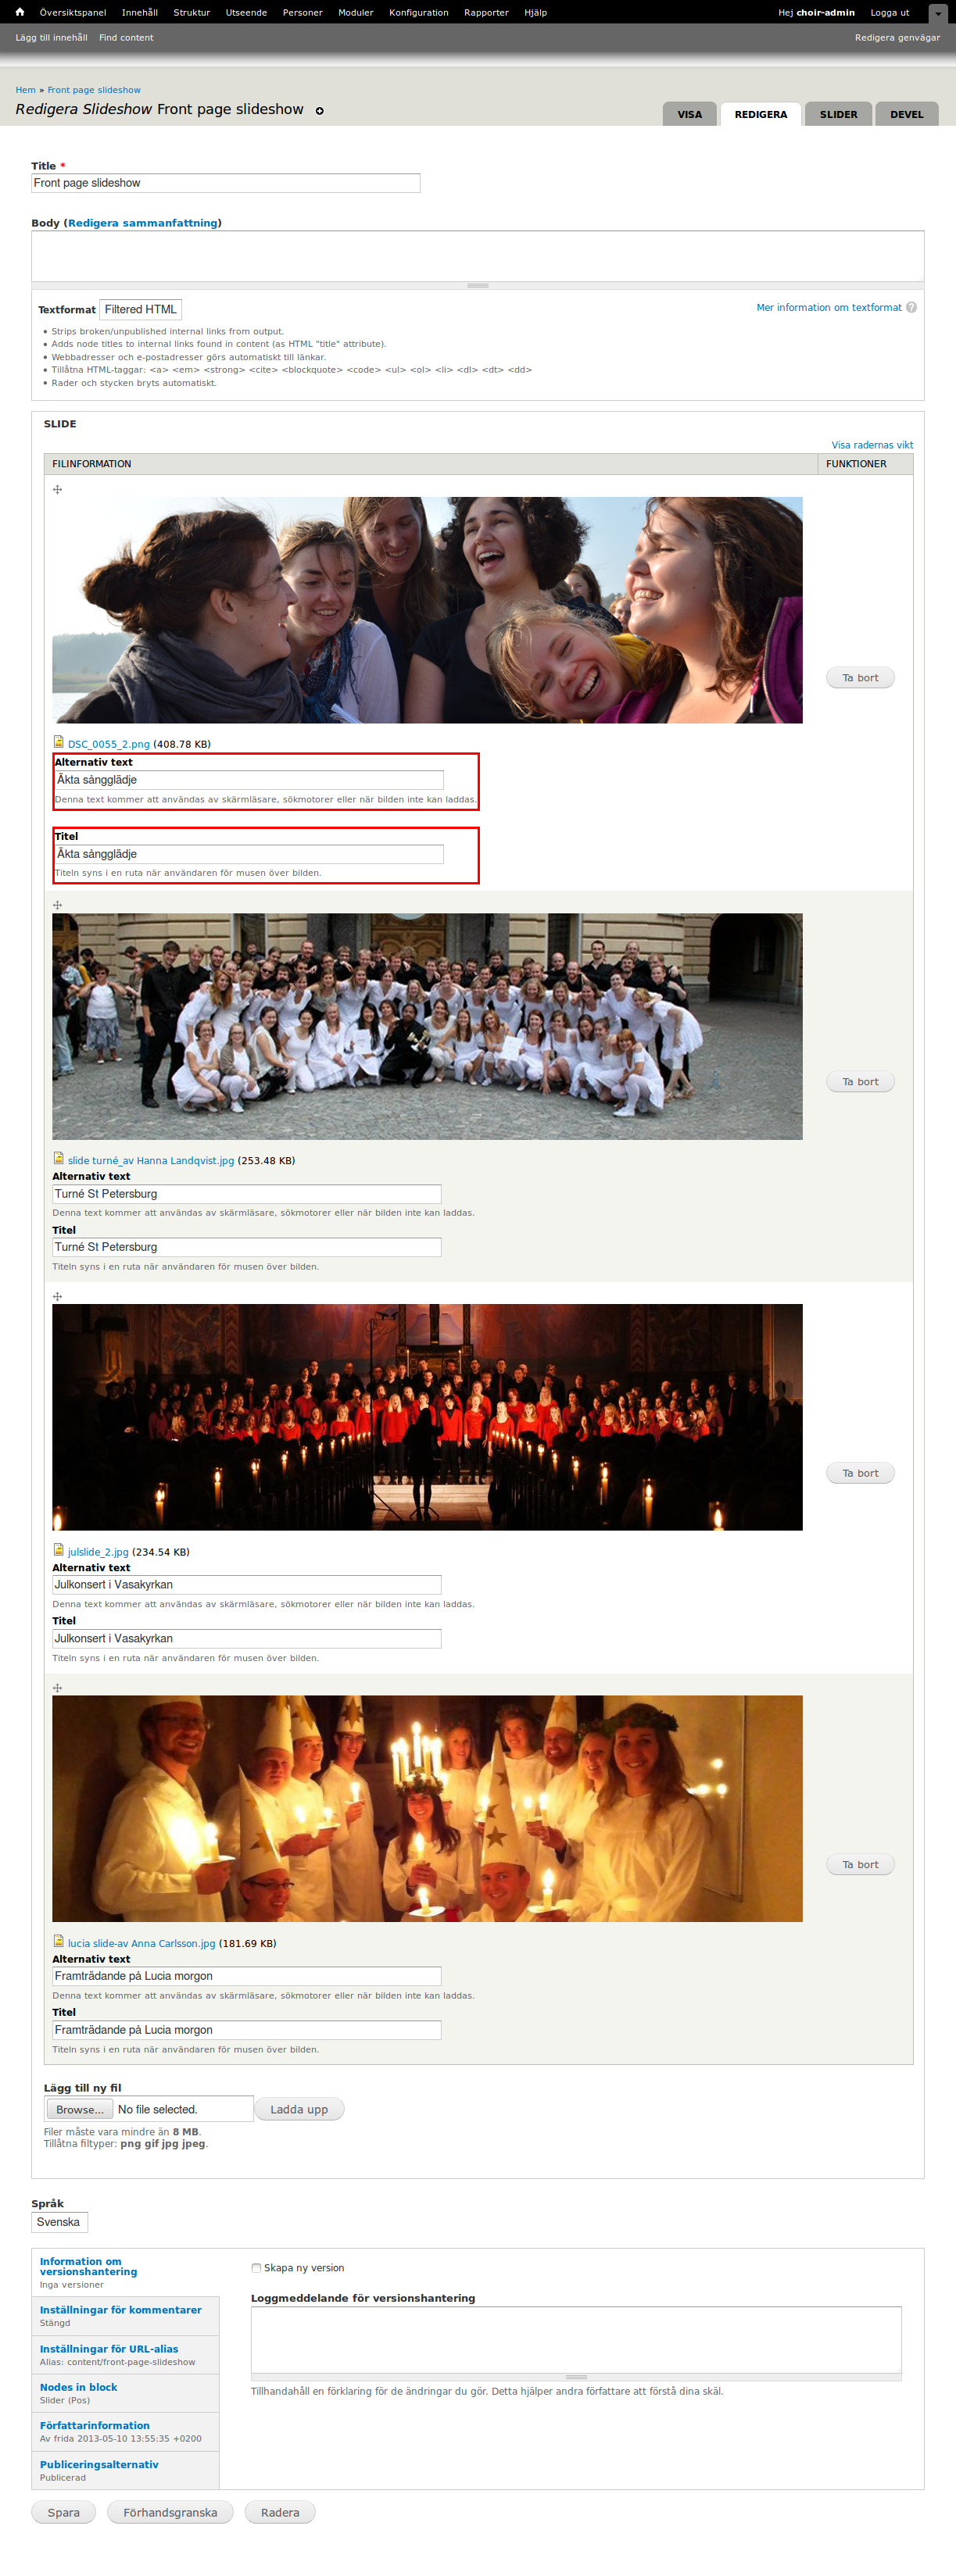 Översiktspanel Innehåll Struktur Utseende Personer Moduler Konfiguration Rapporter Hjälp Hej choir-admin Logga ut
Lägg till innehåll Find content Redigera genvägar
Hem » Front page slideshow
Redigera Slideshow Front page slideshow
VISA REDIGERA SLIDER DEVEL
Title *
Front page slideshow
Body (Redigera sammanfattning)
Textformat Filtered HTML Mer information om textformat ?
Strips broken/unpublished internal links from output.
Adds node titles to internal links found in content (as HTML "title" attribute).
Webbadresser och e-postadresser görs automatiskt till länkar.
Tillåtna HTML-taggar: <a> <em> <strong> <cite> <blockquote> <code> <ul> <ol> <li> <dl> <dt> <dd>
Rader och stycken bryts automatiskt.
SLIDE
Visa radernas vikt
FILINFORMATION FUNKTIONER
Ta bort
DSC_0055_2.png (408.78 KB)
Alternativ text
Äkta sångglädje
Denna text kommer att användas av skärmläsare, sökmotorer eller när bilden inte kan laddas.
Titel
Äkta sångglädje
Titeln syns i en ruta när användaren för musen över bilden.
Ta bort
slide turné_av Hanna Landqvist.jpg (253.48 KB)
Alternativ text
Turné St Petersburg
Denna text kommer att användas av skärmläsare, sökmotorer eller när bilden inte kan laddas.
Titel
Turné St Petersburg
Titeln syns i en ruta när användaren för musen över bilden.
Ta bort
julslide_2.jpg (234.54 KB)
Alternativ text
Julkonsert i Vasakyrkan
Denna text kommer att användas av skärmläsare, sökmotorer eller när bilden inte kan laddas.
Titel
Julkonsert i Vasakyrkan
Titeln syns i en ruta när användaren för musen över bilden.
Ta bort
lucia slide-av Anna Carlsson.jpg (181.69 KB)
Alternativ text
Framträdande på Lucia morgon
Denna text kommer att användas av skärmläsare, sökmotorer eller när bilden inte kan laddas.
Titel
Framträdande på Lucia morgon
Titeln syns i en ruta när användaren för musen över bilden.
Lägg till ny fil
Browse... No file selected. Ladda upp
Filer måste vara mindre än 8 MB.
Tillåtna filtyper: png gif jpg jpeg.
Språk
Svenska
Information om
versionshantering
Inga versioner
Inställningar för kommentarer
Stängd
Inställningar för URL-alias
Alias: content/front-page-slideshow
Nodes in block
Slider (Pos)
Författarinformation
Av frida 2013-05-10 13:55:35 +0200
Publiceringsalternativ
Publicerad
Skapa ny version
Loggmeddelande för versionshantering
Tillhandahåll en förklaring för de ändringar du gör. Detta hjälper andra författare att förstå dina skäl.
Spara Förhandsgranska Radera